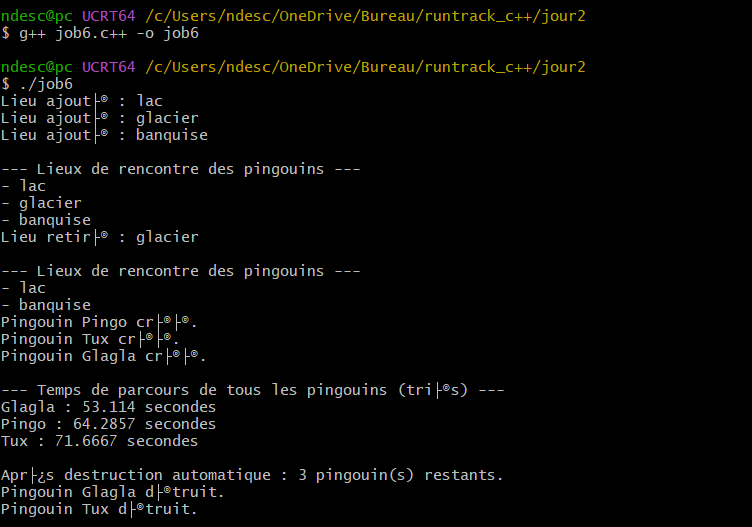 ndesc@pc UCRT64 /c/Users/ndesc/OneDrive/Bureau/runtrack_c++/jour2
$ g++ job6.c++ -o job6
ndesc@pc UCRT64 /c/Users/ndesc/OneDrive/Bureau/runtrack_c++/jour2
$ ./job6
Lieu ajout├® : lac
Lieu ajout├® : glacier
Lieu ajout├® : banquise
--- Lieux de rencontre des pingouins ---
- lac
- glacier
- banquise
Lieu retir├® : glacier
--- Lieux de rencontre des pingouins ---
- lac
- banquise
Pingouin Pingo cr├®├®.
Pingouin Tux cr├®├®.
Pingouin Glagla cr├®├®.
--- Temps de parcours de tous les pingouins (tri├®s) ---
Glagla : 53.114 secondes
Pingo : 64.2857 secondes
Tux : 71.6667 secondes
Apr├¿s destruction automatique : 3 pingouin(s) restants.
Pingouin Glagla d├®truit.
Pingouin Tux d├®truit.